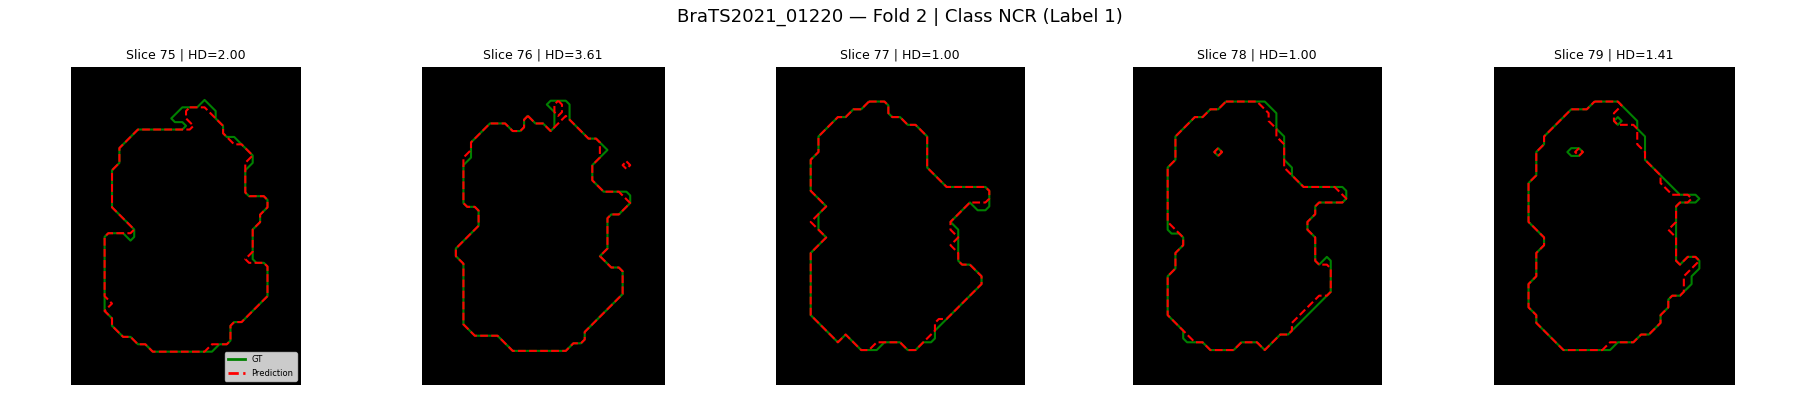 BraTS2021_01220 — Fold 2 | Class NCR (Label 1)
Slice 75 | HD=2.00
Slice 76 | HD=3.61
Slice 77 | HD=1.00
Slice 78 | HD=1.00
Slice 79 | HD=1.41
GT
Prediction